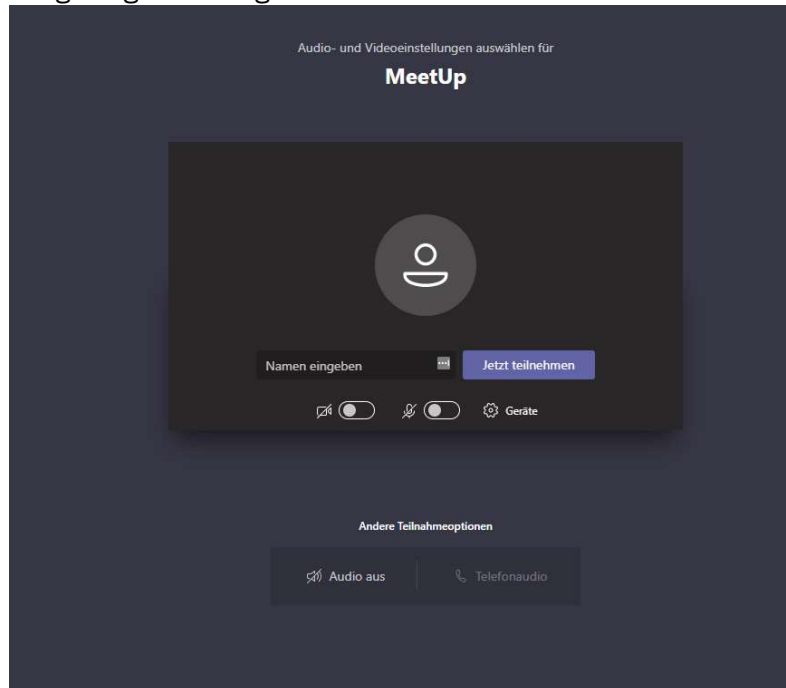 Audio- und Videoeinstellungen auswählen für
MeetUp
Namen eingeben
Jetzt teilnehmen
Geräte
Andere Teilnahmeoptionen
Audio aus
Telefonaudio